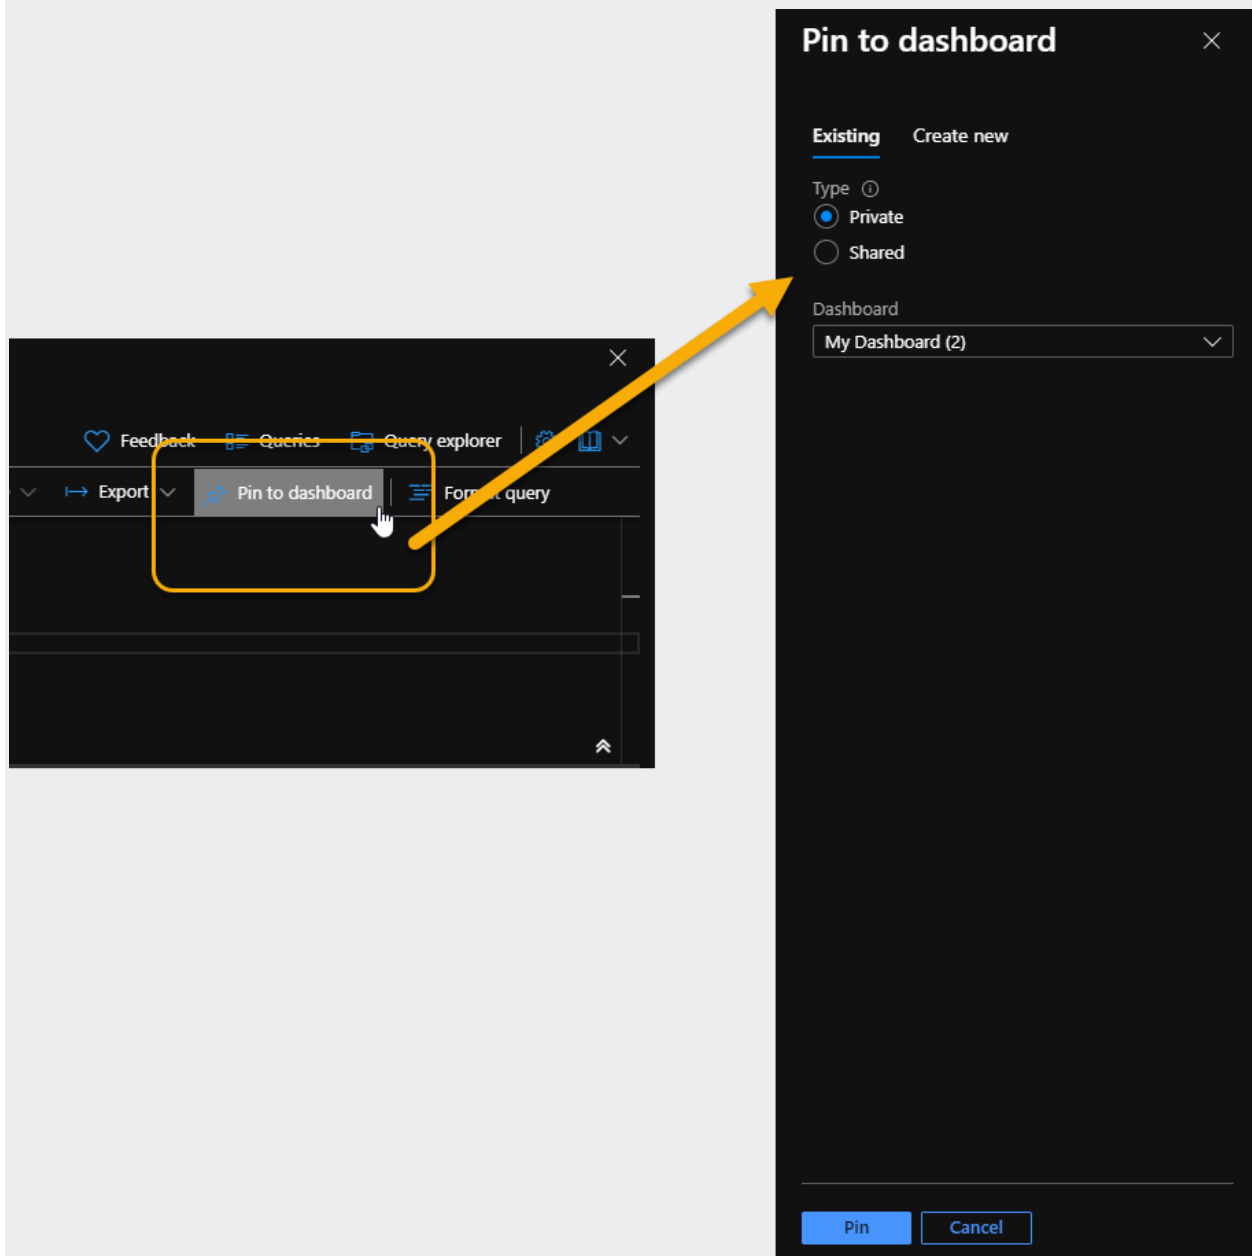 Pin to dashboard
Existing Create new
Type
Private
Shared
Dashboard
My Dashboard (2)
Feedback Queries Query explorer
Export Pin to dashboard Format query
Pin Cancel